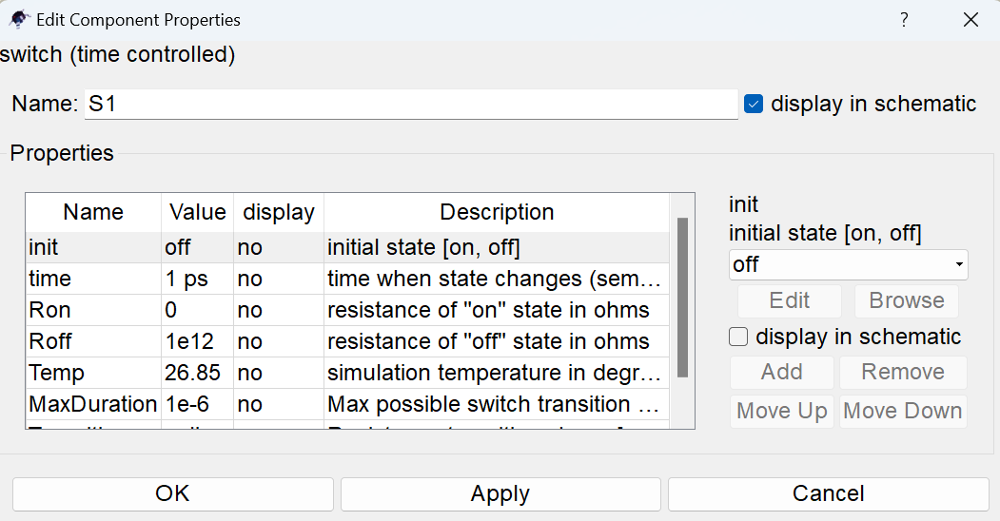 Edit Component Properties ?
switch (time controlled)
Name: S1 display in schematic
Properties
Name Value display Description
init off no initial state [on, off]
time 1 ps no time when state changes (sem...
Ron 0 no resistance of "on" state in ohms
Roff 1e12 no resistance of "off" state in ohms
Temp 26.85 no simulation temperature in degr...
MaxDuration 1e-6 no Max possible switch transition ...
init
initial state [on, off]
off
Edit Browse
display in schematic
Add Remove
Move Up Move Down
OK Apply Cancel